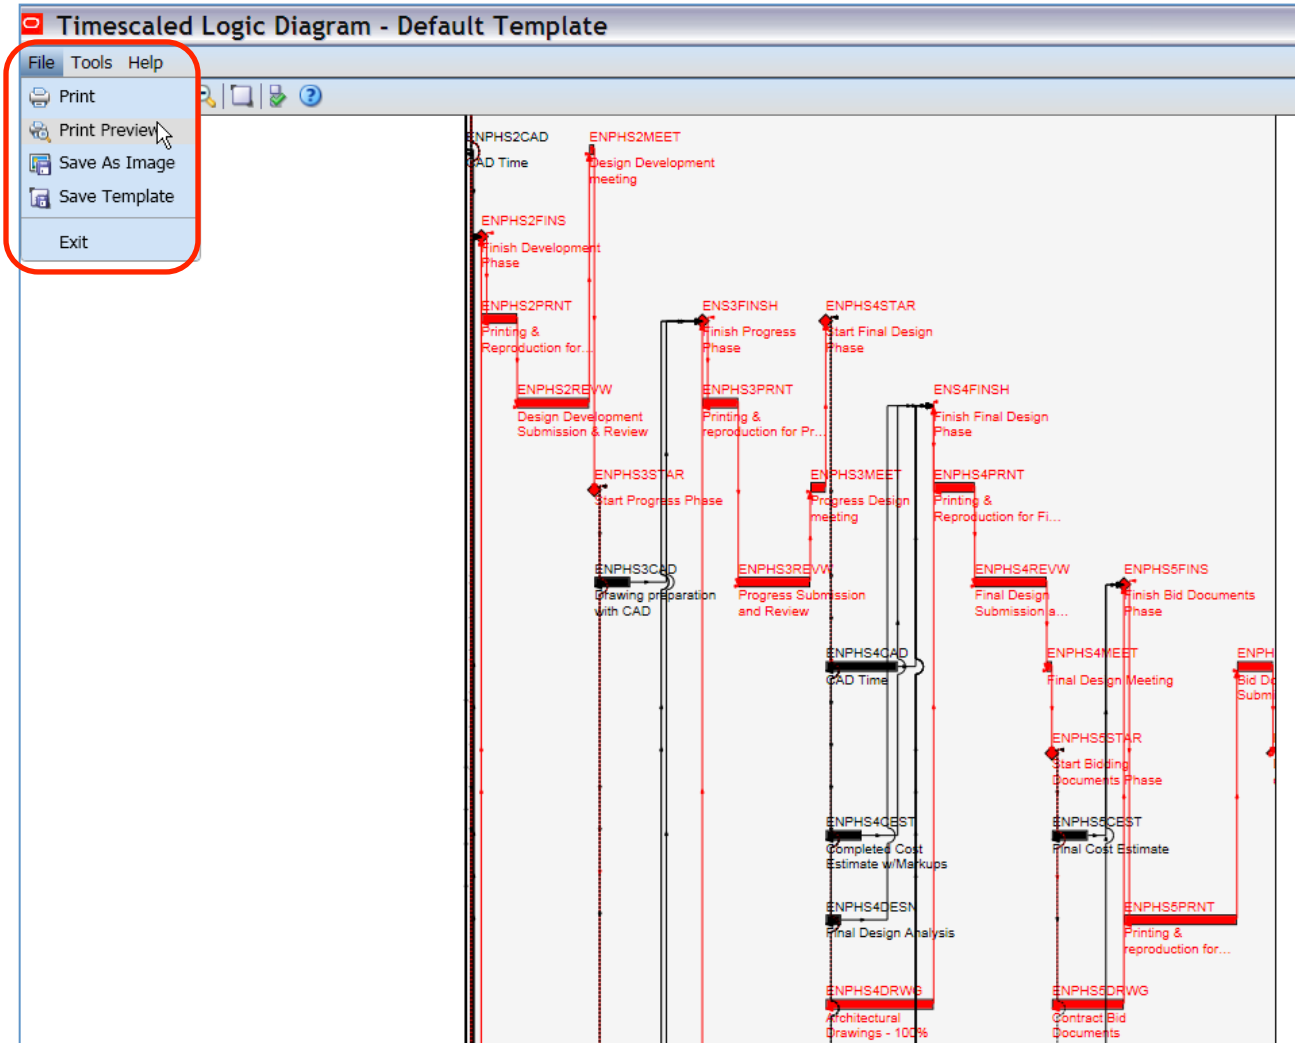 Timescaled Logic Diagram - Default Template
File Tools Help
Print
Print Preview
Save As Image
Save Template
Exit
ENPHS2CAD
CAD Time
ENPHS2MEET
Design Development
meeting
ENPHS2FINS
Finish Development
Phase
ENPHS2PRNT
Printing &
Reproduction for...
ENS3FINSH
Finish Progress
Phase
ENPHS4STAR
Start Final Design
Phase
ENPHS2REVW
Design Development
Submission & Review
ENPHS3PRNT
Printing &
reproduction for Pr...
ENS4FINSH
Finish Final Design
Phase
ENPHS3STAR
Start Progress Phase
ENPHS3MEET
Progress Design
meeting
ENPHS4PRNT
Printing &
Reproduction for Fi...
ENPHS3CAD
Drawing preparation
with CAD
ENPHS3REVW
Progress Submission
and Review
ENPHS4REVW
Final Design
Submission a...
ENPHS5FINS
Finish Bid Documents
Phase
ENPHS4CAD
CAD Time
ENPHS4MEET
Final Design Meeting
ENPH
Bid Do
Submi
ENPHS5STAR
Start Bidding
Documents Phase
ENPHS4CEST
Completed Cost
Estimate w/Markups
ENPHS5CEST
Final Cost Estimate
ENPHS4DESN
Final Design Analysis
ENPHS5PRNT
Printing &
reproduction for...
ENPHS4DRWG
Architectural
Drawings - 100%
ENPHS5DRWG
Contract Bid
Documents